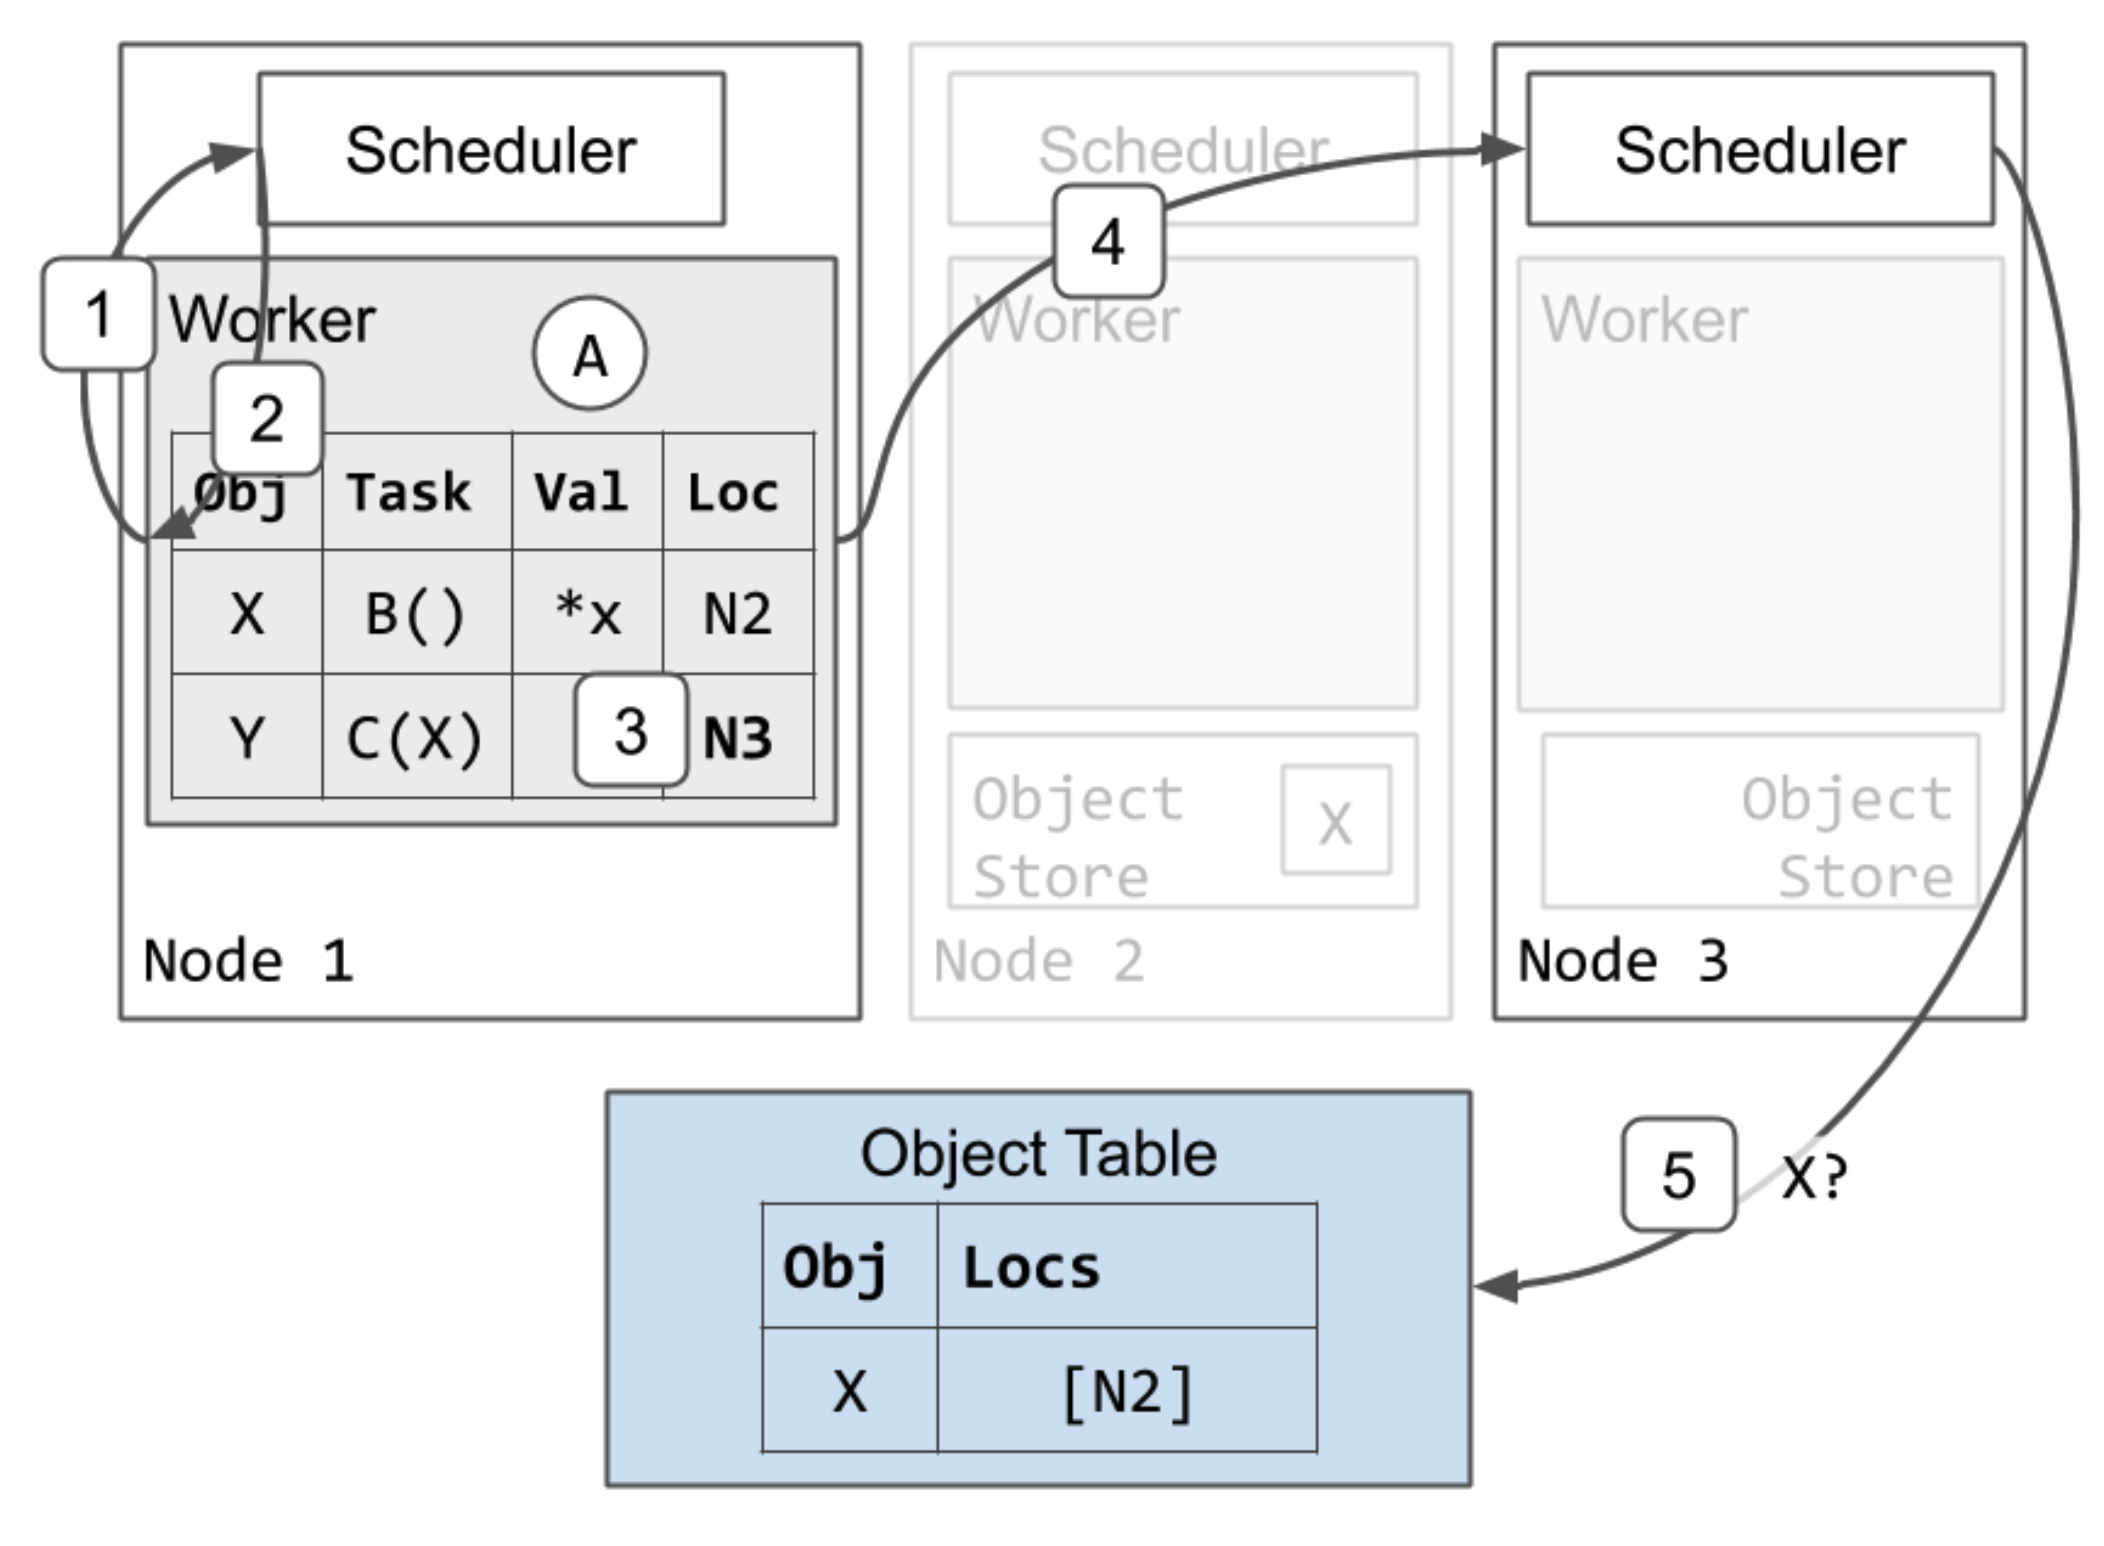 Scheduler
1
Worker
A
2
Obj Task Val Loc
X B() *x N2
Y C(X) 3 N3
Node 1
Scheduler
4
Worker
Object
Store
X
Node 2
Scheduler
Worker
Object
Store
Node 3
5 X?
Object Table
Obj Locs
X [N2]